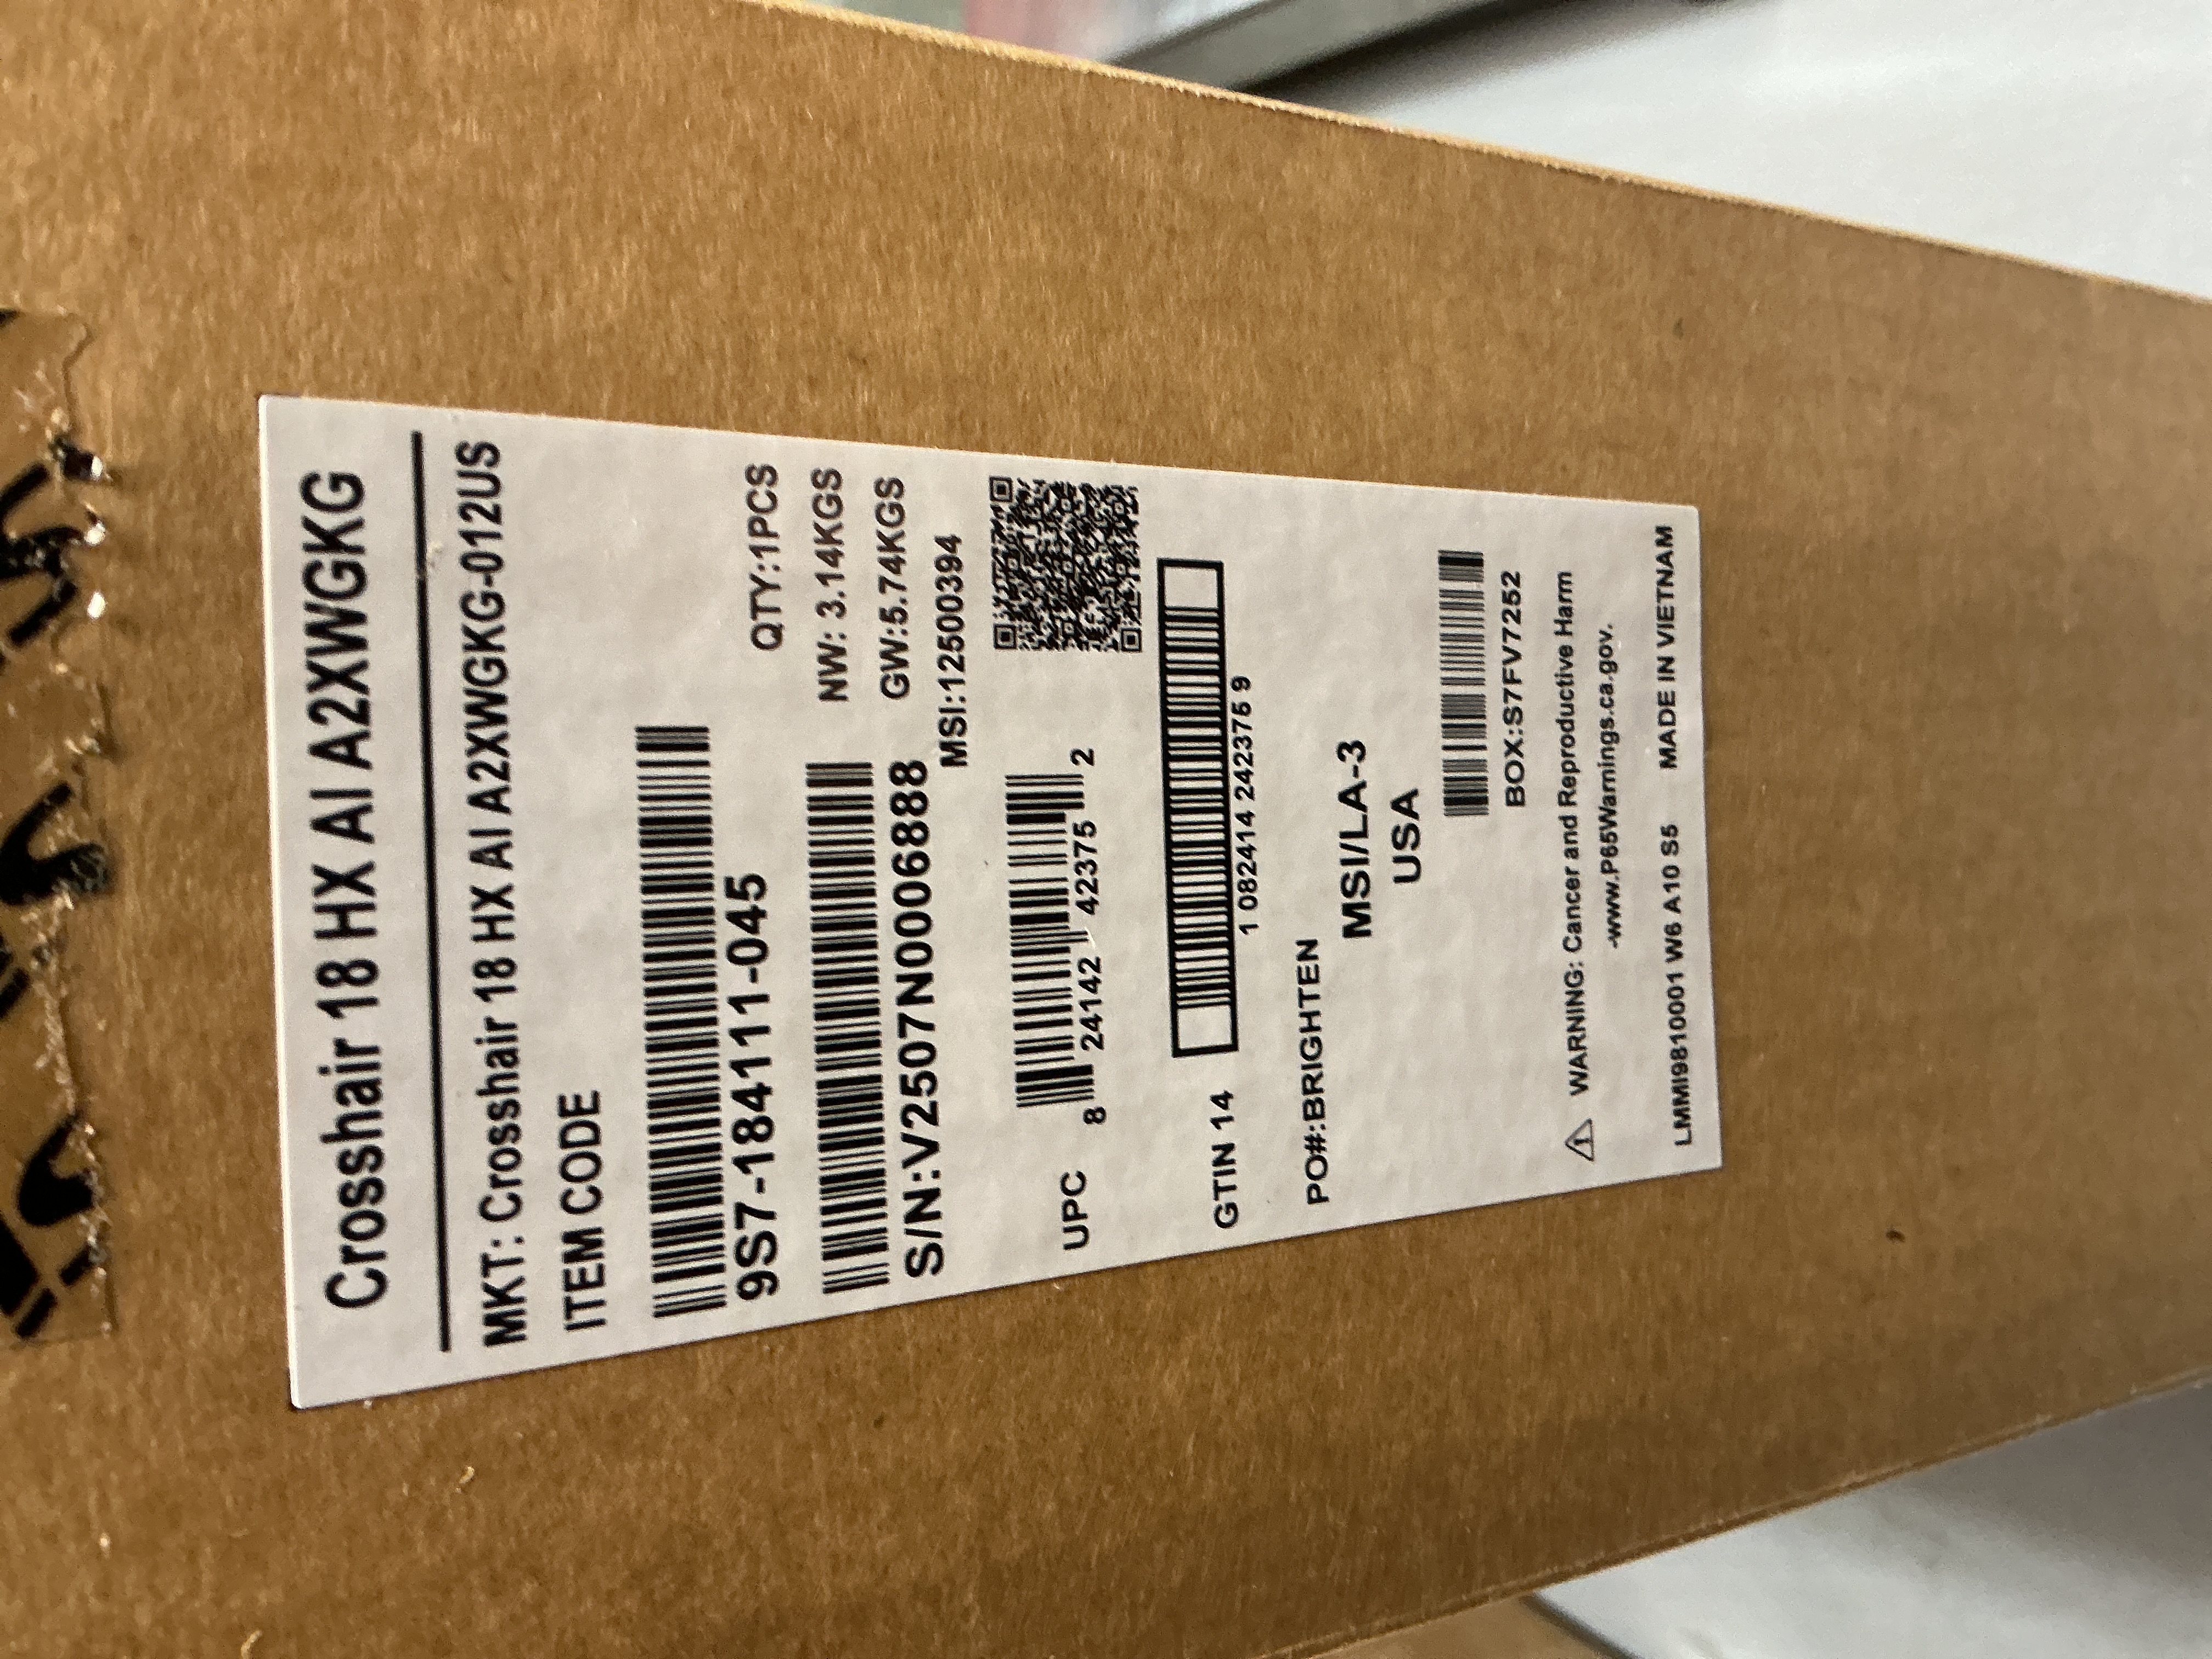 Crosshair 18 HX AI A2XWGKG
MKT: Crosshair 18 HX AI A2XWGKG-012US
ITEM CODE
9S7-184111-045
QTY:1PCS
NW: 3.14KGS
S/N:V2507N0006888
GW:5.74KGS
MSI:12500394
UPC
8 24142 42375 2
GTIN 14
1 082414 242375 9
PO#:BRIGHTEN
MSI/LA-3
USA
BOX:S7FV7252
WARNING: Cancer and Reproductive Harm
-www.P65Warnings.ca.gov.
LMMI9810001 W6 A10 S5 MADE IN VIETNAM